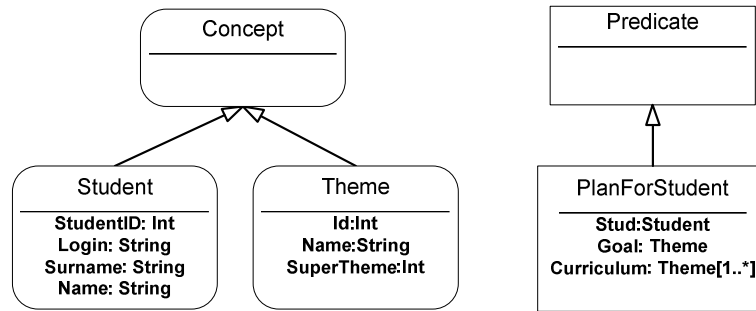 Concept
Predicate
Student
StudentID: Int
Login: String
Surname: String
Name: String
Theme
Id:Int
Name:String
SuperTheme:Int
PlanForStudent
Stud:Student
Goal: Theme
Curriculum: Theme[1..*]